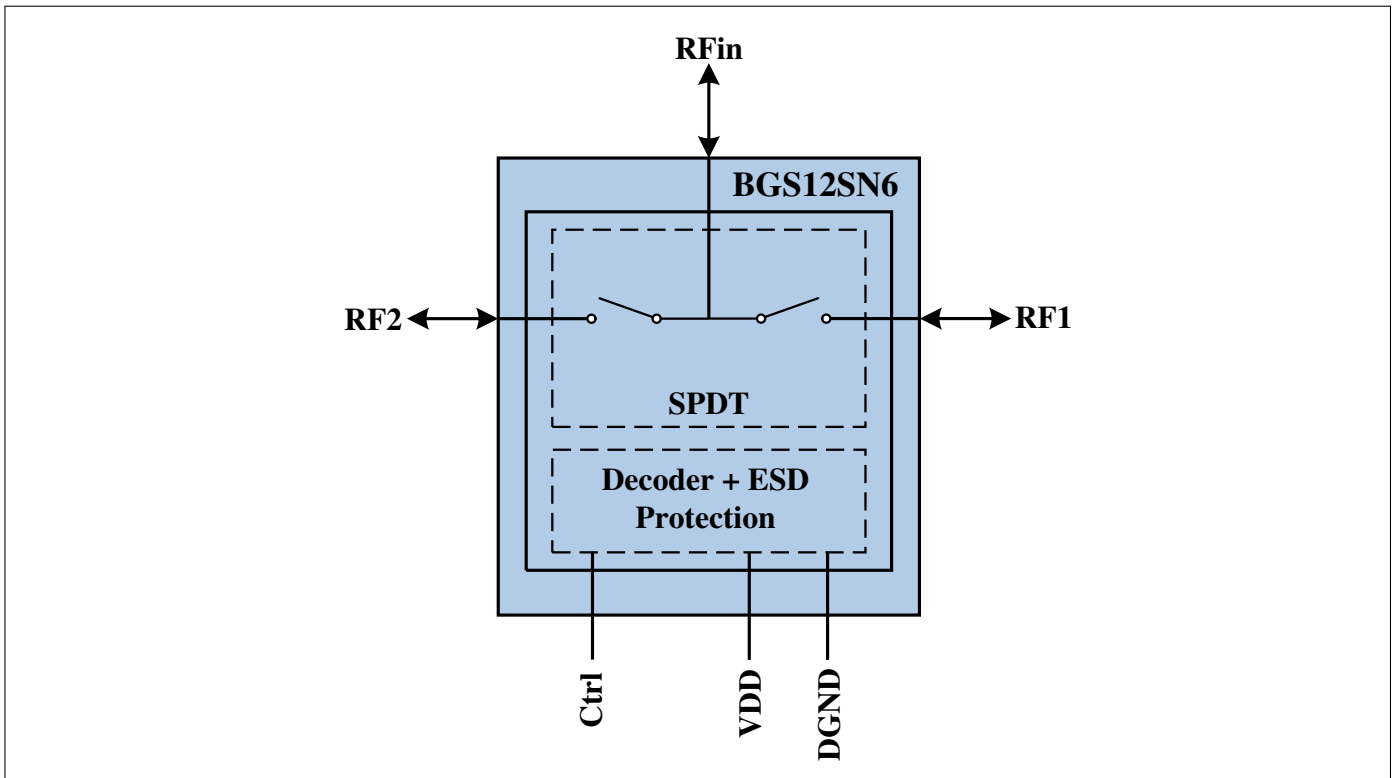 RFin
BGS12SN6
RF2
RF1
SPDT
Decoder + ESD
Protection
Ctrl
VDD
DGND